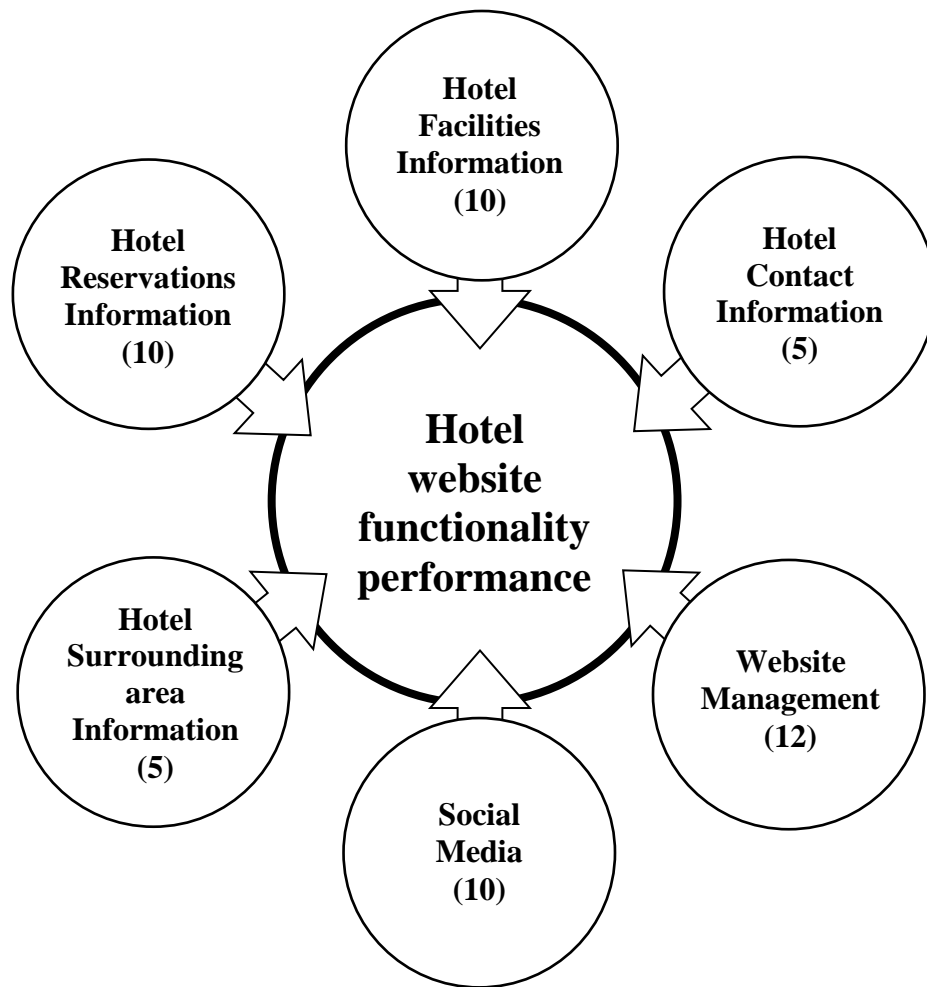 Hotel
Facilities
Information
(10)
Hotel
Reservations
Information
(10)
Hotel
Contact
Information
(5)
Hotel
website
functionality
performance
Hotel
Surrounding
area
Information
(5)
Website
Management
(12)
Social
Media
(10)